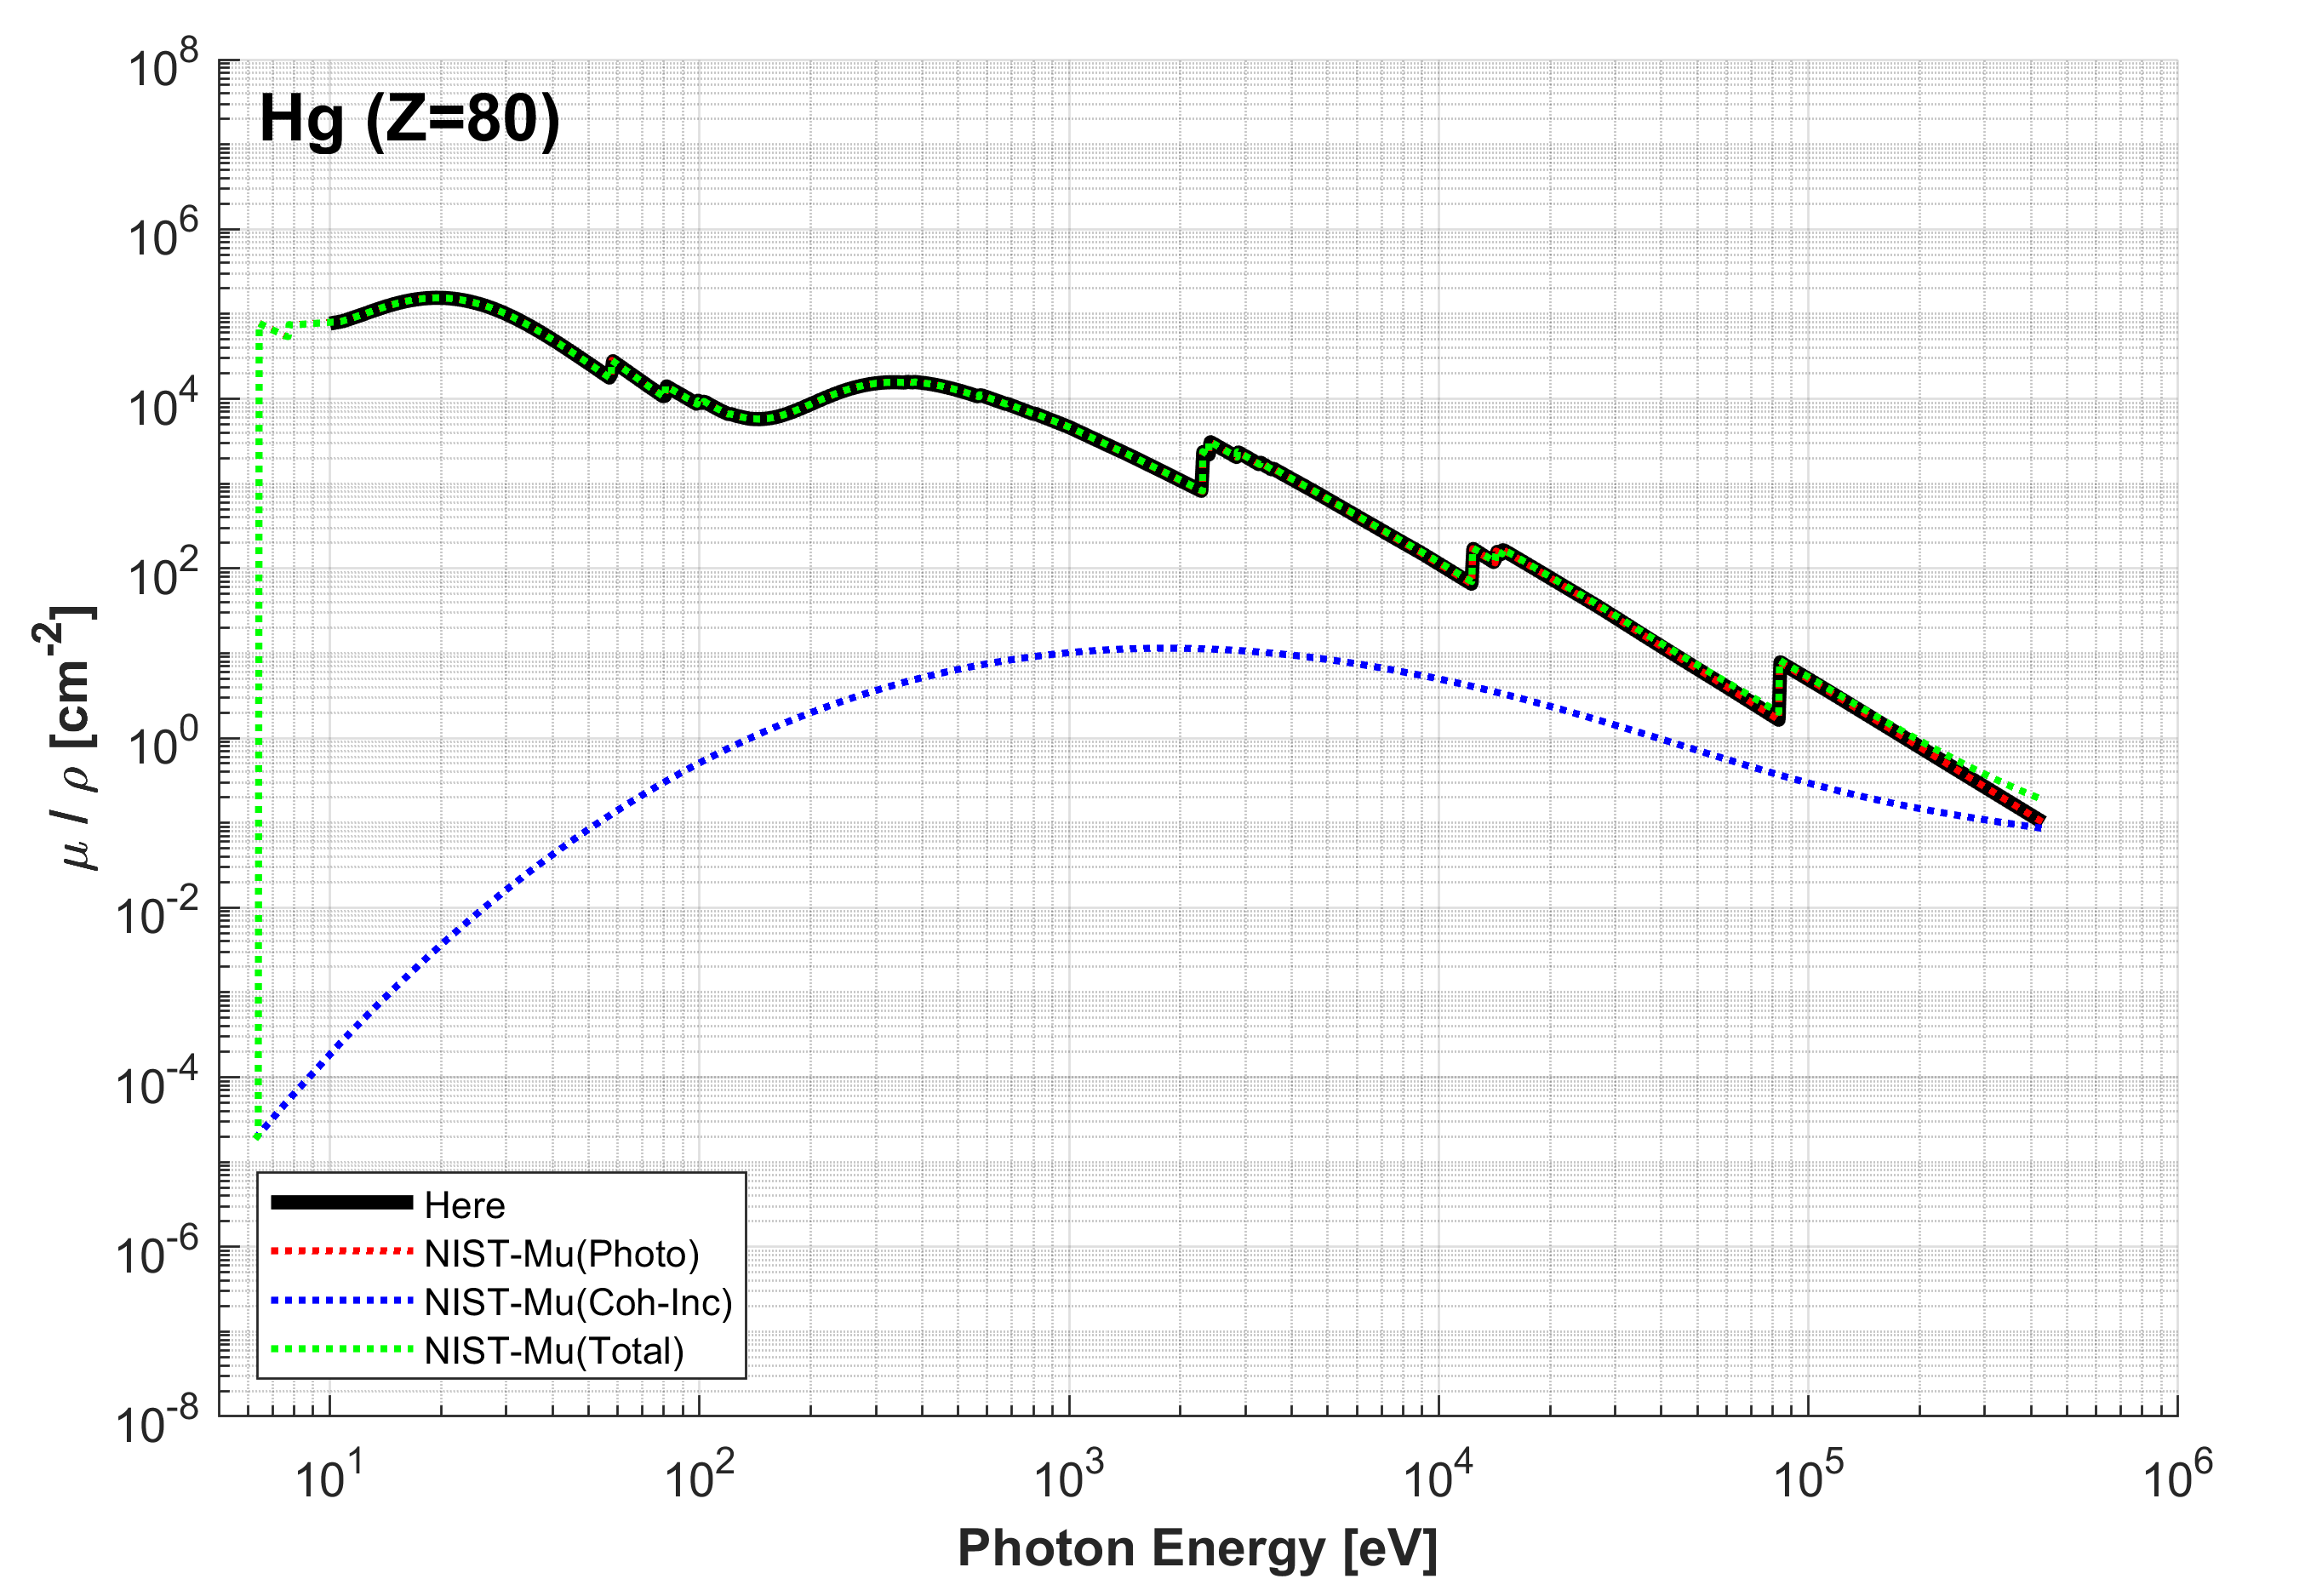 Hg (Z=80)
10^8
10^6
10^4
10^2
10^0
10^-2
10^-4
10^-6
10^-8
μ / ρ [cm^-2]
Here
NIST-Mu(Photo)
NIST-Mu(Coh-Inc)
NIST-Mu(Total)
10^1 10^2 10^3 10^4 10^5 10^6
Photon Energy [eV]